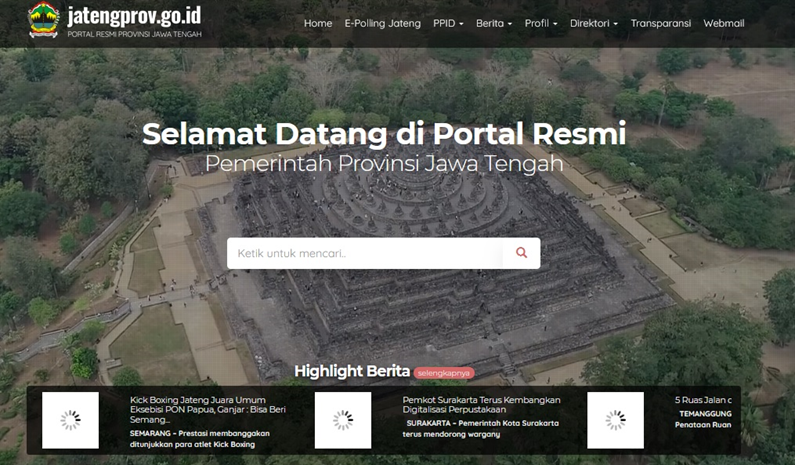 jatengprov.go.id
PORTAL RESMI PROVINSI JAWA TENGAH
Home E-Polling Jateng PPID Berita Profil Direktori Transparansi Webmail
Selamat Datang di Portal Resmi
Pemerintah Provinsi Jawa Tengah
Ketik untuk mencari..
Highlight Berita selengkapnya
Kick Boxing Jateng Juara Umum
Eksebisi PON Papua, Ganjar : Bisa Beri
Semang...
SEMARANG – Prestasi membanggakan
ditunjukkan para atlet Kick Boxing
Pemkot Surakarta Terus Kembangkan
Digitalisasi Perpustakaan
SURAKARTA – Pemerintah Kota Surakarta
terus mendorong wargany
5 Ruas Jalan d
TEMANGGUNG
Penataan Ruan